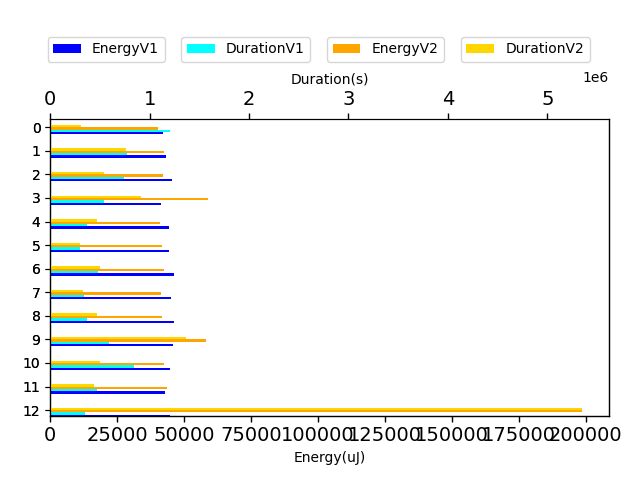 EnergyV1 DurationV1 EnergyV2 DurationV2
Duration(s)
1e6
0 1 2 3 4 5
0
1
2
3
4
5
6
7
8
9
10
11
12
0 25000 50000 75000 100000 125000 150000 175000 200000
Energy(uJ)